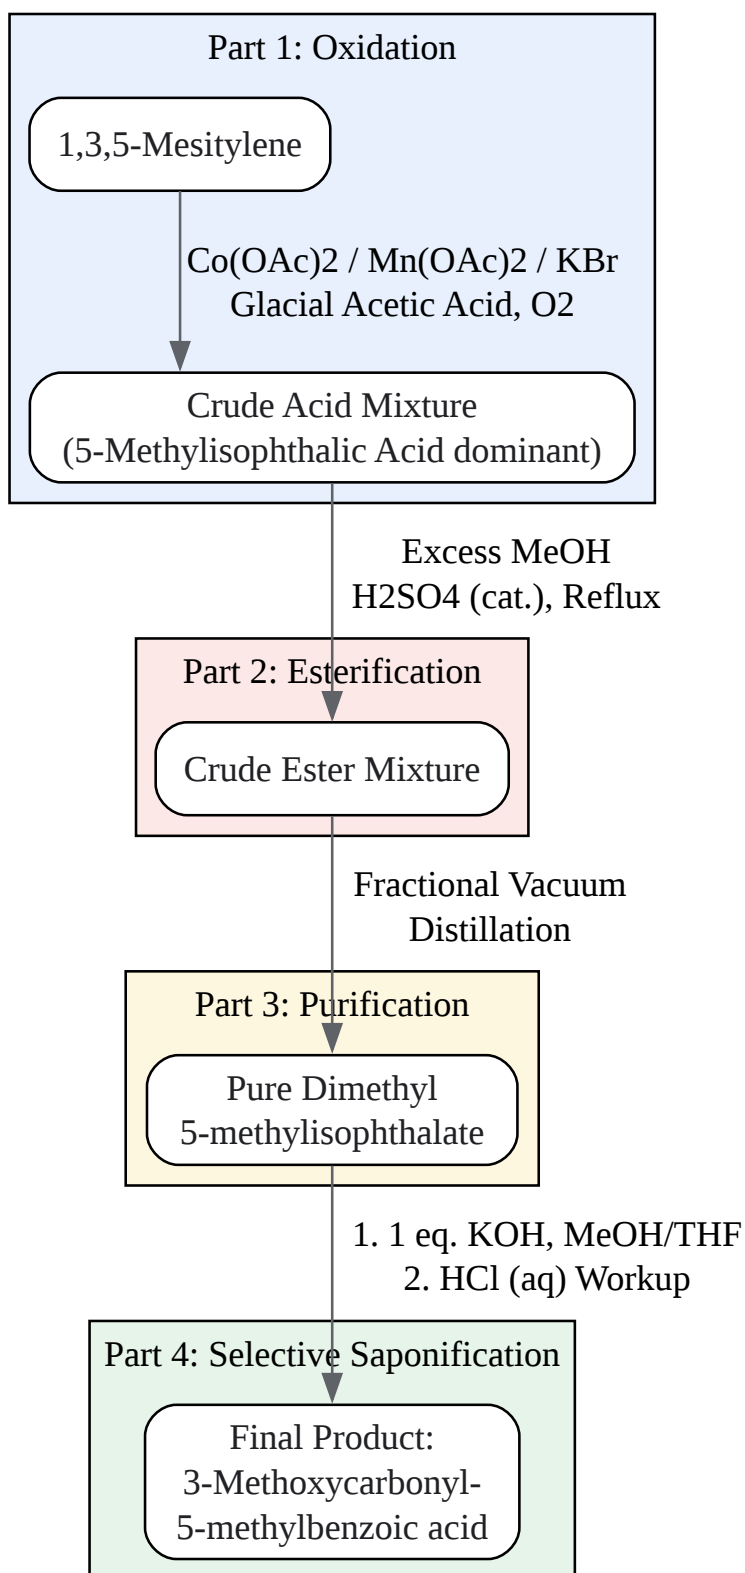 Part 1: Oxidation
1,3,5-Mesitylene
Co(OAc)2 / Mn(OAc)2 / KBr
Glacial Acetic Acid, O2
Crude Acid Mixture
(5-Methylisophthalic Acid dominant)
Excess MeOH
H2SO4 (cat.), Reflux
Part 2: Esterification
Crude Ester Mixture
Fractional Vacuum
Distillation
Part 3: Purification
Pure Dimethyl
5-methylisophthalate
1. 1 eq. KOH, MeOH/THF
2. HCl (aq) Workup
Part 4: Selective Saponification
Final Product:
3-Methoxycarbonyl-
5-methylbenzoic acid